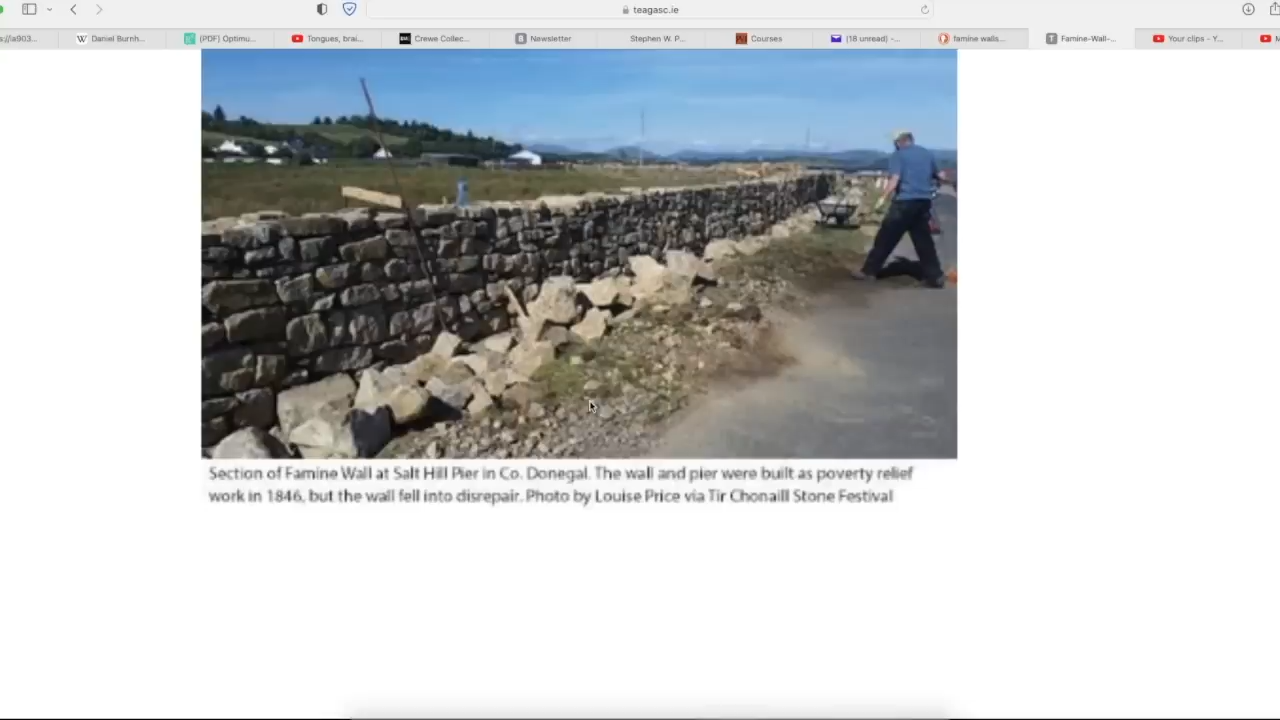 teagasc.ie
s://ia903...
Daniel Burnh...
(PDF) Optimu...
Tongues, brai...
Crewe Collec...
Newsletter
Stephen W. P...
Courses
(18 unread) -...
famine walls...
Famine-Wall-...
Your clips - Y...
Section of Famine Wall at Salt Hill Pier in Co. Donegal. The wall and pier were built as poverty relief
work in 1846, but the wall fell into disrepair. Photo by Louise Price via Tir Chonaill Stone Festival